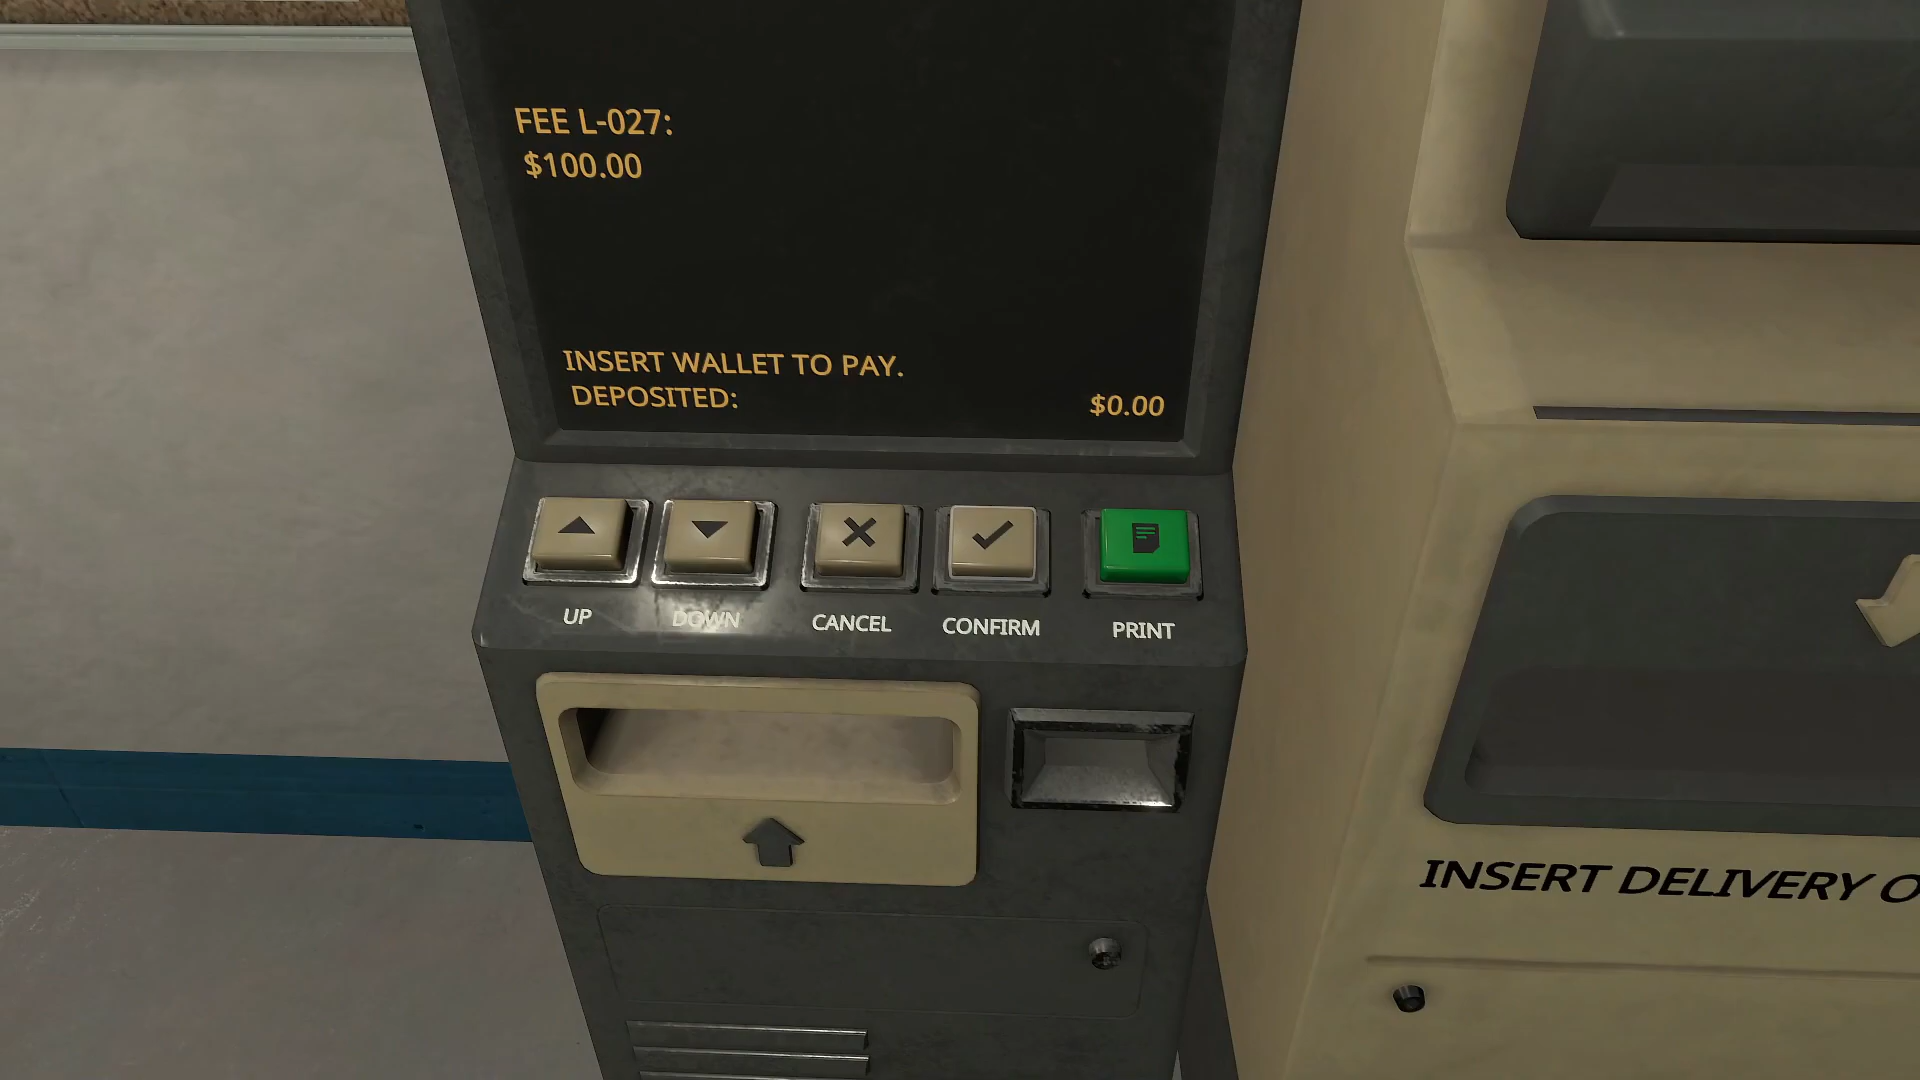 FEE L-027:
$100.00
INSERT WALLET TO PAY.
DEPOSITED: $0.00
UP DOWN CANCEL CONFIRM PRINT
INSERT DELIVERY